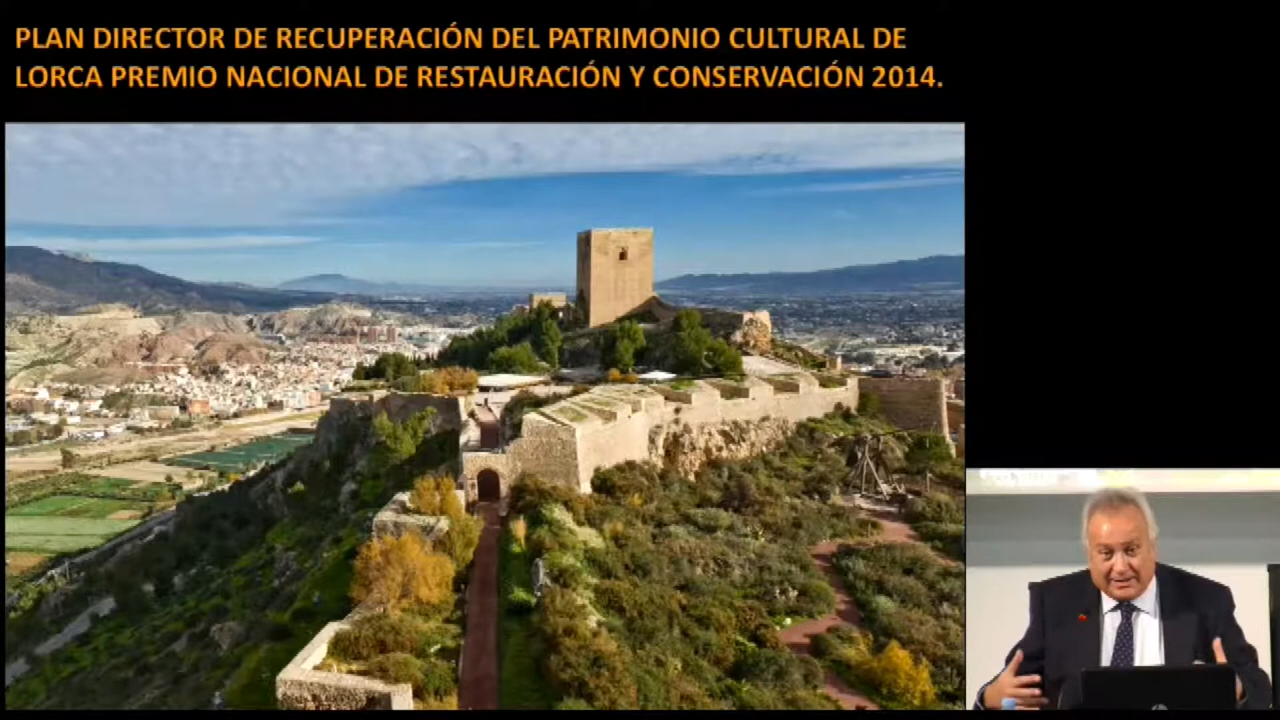 PLAN DIRECTOR DE RECUPERACIÓN DEL PATRIMONIO CULTURAL DE
LORCA PREMIO NACIONAL DE RESTAURACIÓN Y CONSERVACIÓN 2014.